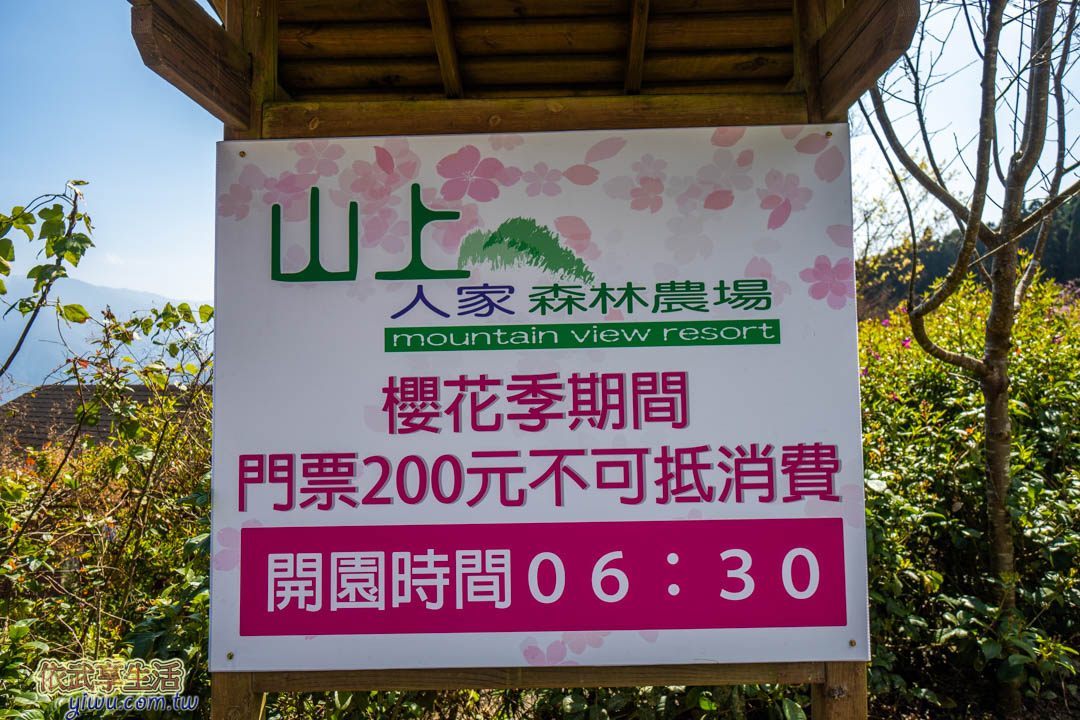 山上
人家 森林農場
mountain view resort
櫻花季期間
門票200元不可抵消費
開園時間06：30
依武享生活
yiwu.com.tw